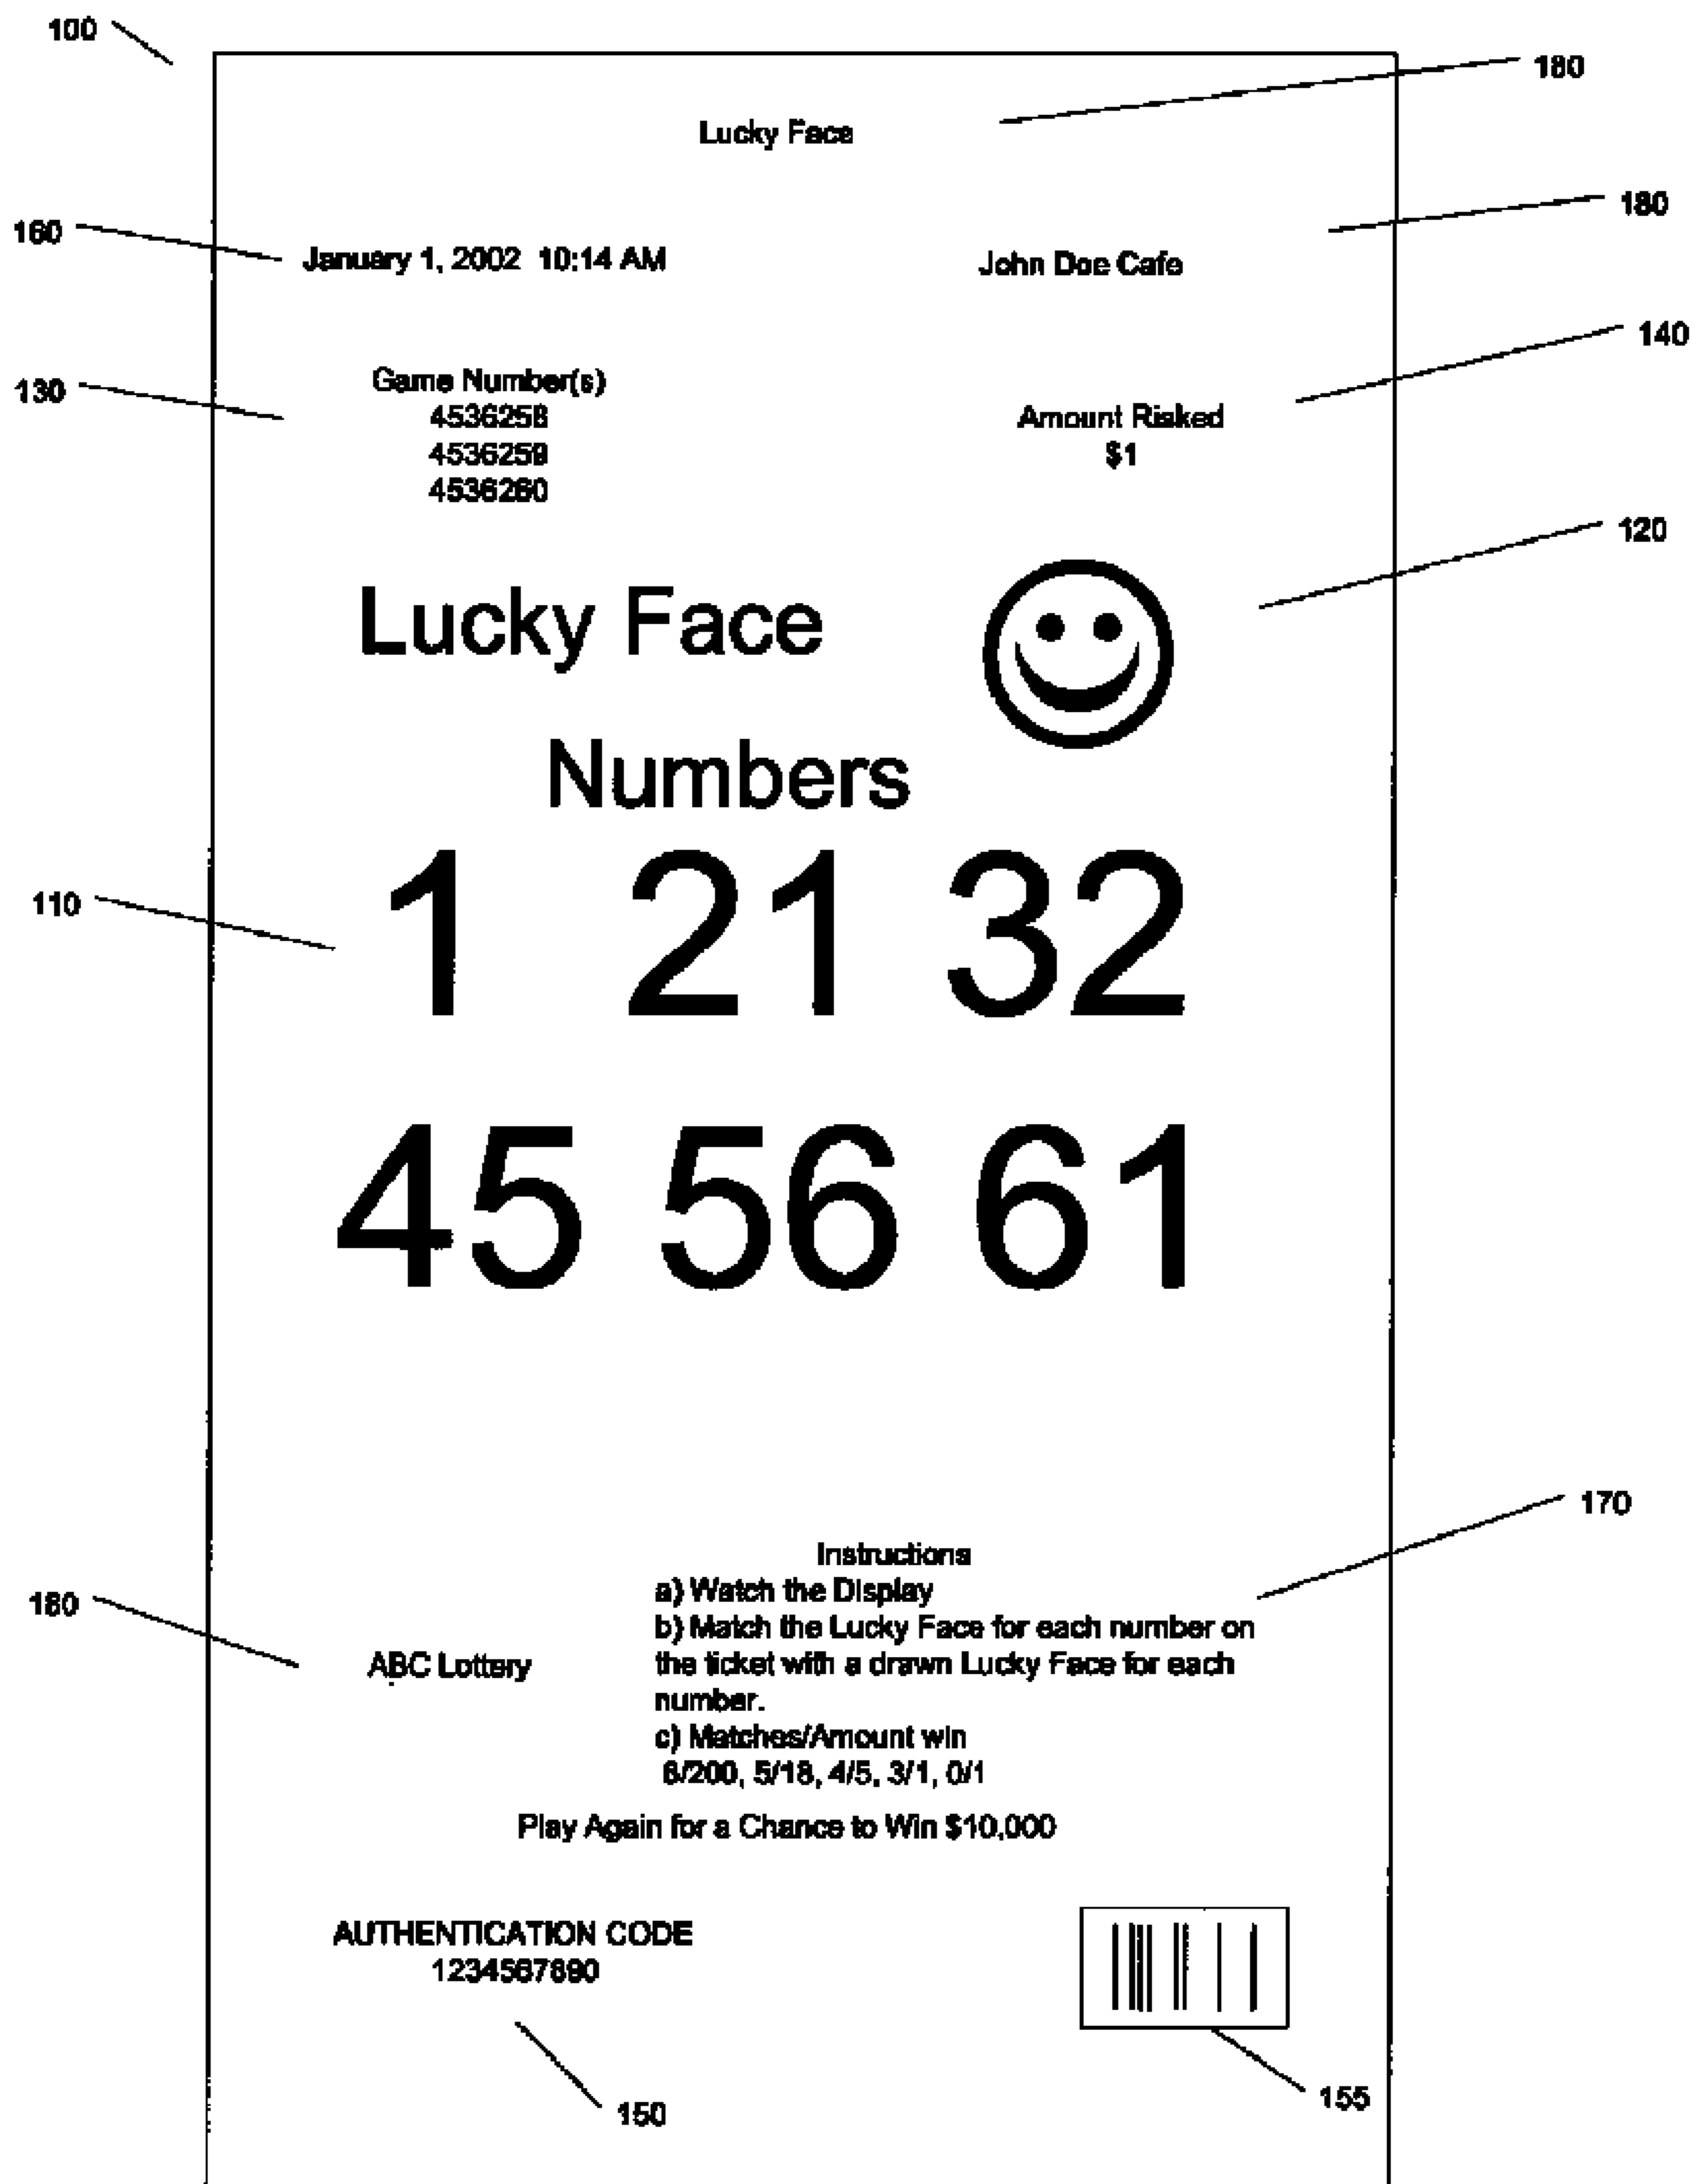 100
180
Lucky Face
160
January 1, 2002 10:14 AM
John Doe Cafe
180
140
130
Game Number(s)
4536258
4536259
4536260
Amount Risked
$1
120
Lucky Face
Numbers
110
1 21 32
45 56 61
170
Instructions
a) Watch the Display
b) Match the Lucky Face for each number on
the ticket with a drawn Lucky Face for each
number.
c) Matches/Amount win
6/200, 5/18, 4/5, 3/1, 0/1
180
ABC Lottery
Play Again for a Chance to Win $10,000
AUTHENTICATION CODE
1234567890
150
155